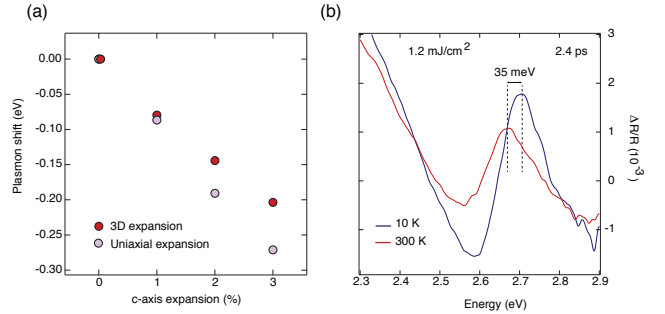 (a)
0.00
-0.05
-0.10
-0.15
-0.20
-0.25
-0.30
Plasmon shift (eV)
3D expansion
Uniaxial expansion
0 1 2 3
c-axis expansion (%)
(b)
1.2 mJ/cm2
2.4 ps
35 meV
3
2
1
0
-1
ΔR/R (10-3)
10 K
300 K
2.3 2.4 2.5 2.6 2.7 2.8 2.9
Energy (eV)